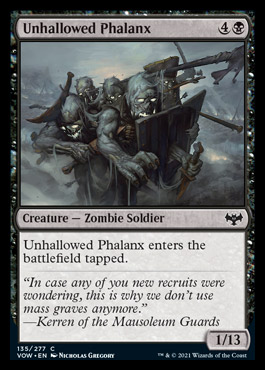 Unhallowed Phalanx 4
Creature — Zombie Soldier
Unhallowed Phalanx enters the
battlefield tapped.
"In case any of you new recruits were
wondering, this is why we don't use
mass graves anymore."
—Kerren of the Mausoleum Guards
1/13
135/277 C
VOW • EN NICHOLAS GREGORY
™ & © 2021 Wizards of the Coast